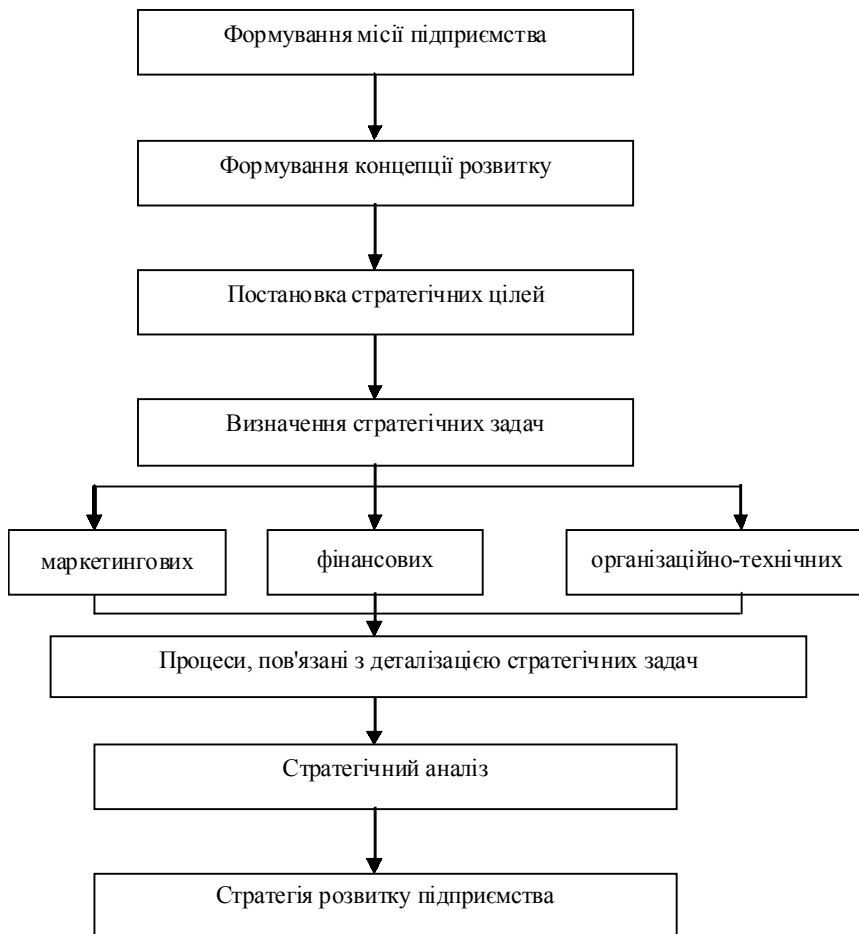 Формування місії підприємства
Формування концепції розвитку
Постановка стратегічних цілей
Визначення стратегічних задач
маркетингових
фінансових
організаційно-технічних
Процеси, пов'язані з деталізацією стратегічних задач
Стратегічний аналіз
Стратегія розвитку підприємства